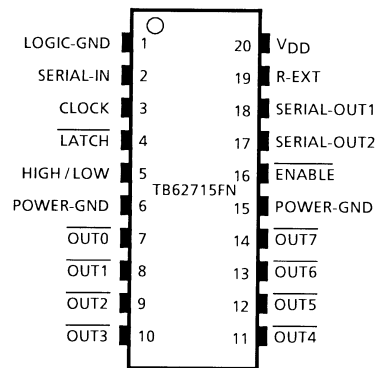 LOGIC-GND 1 20 VDD
SERIAL-IN 2 19 R-EXT
CLOCK 3 18 SERIAL-OUT1
LATCH 4 17 SERIAL-OUT2
HIGH / LOW 5 16 ENABLE
TB62715FN
POWER-GND 6 15 POWER-GND
OUT0 7 14 OUT7
OUT1 8 13 OUT6
OUT2 9 12 OUT5
OUT3 10 11 OUT4